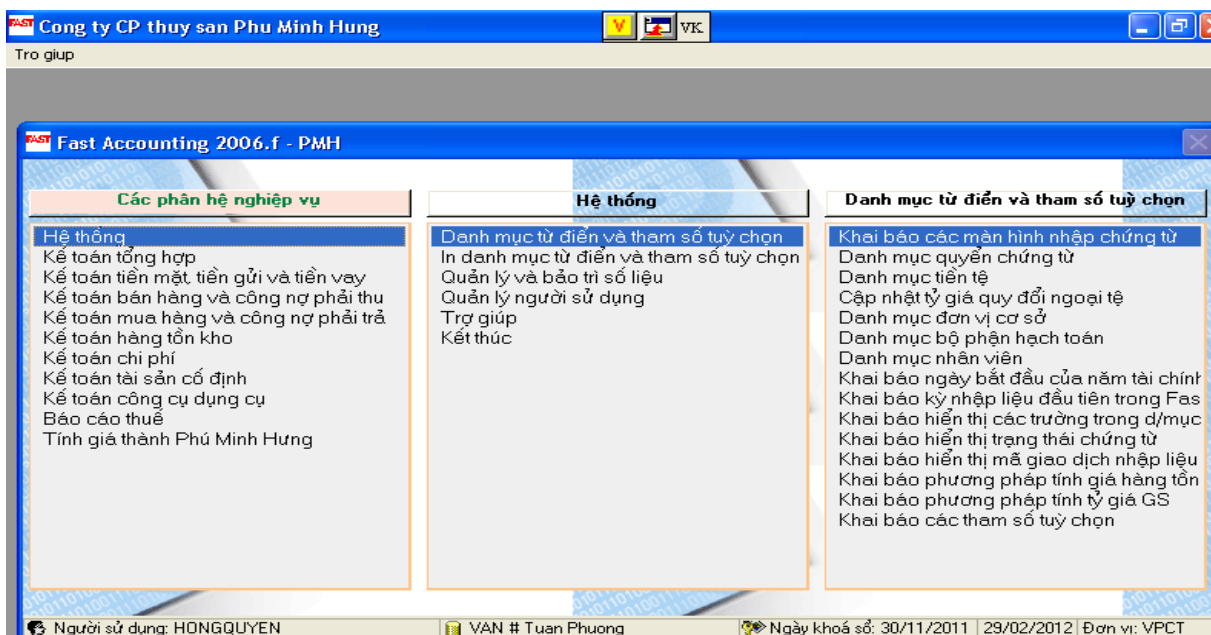 FAST Cong ty CP thuy san Phu Minh Hung V VK
Tro giup
FAST Fast Accounting 2006.f - PMH
Các phân hệ nghiệp vụ
Hệ thống
Kế toán tổng hợp
Kế toán tiền mặt, tiền gửi và tiền vay
Kế toán bán hàng và công nợ phải thu
Kế toán mua hàng và công nợ phải trả
Kế toán hàng tồn kho
Kế toán chi phí
Kế toán tài sản cố định
Kế toán công cụ dụng cụ
Báo cáo thuế
Tính giá thành Phú Minh Hưng
Hệ thống
Danh mục từ điển và tham số tuỳ chọn
In danh mục từ điển và tham số tuỳ chọn
Quản lý và bảo trì số liệu
Quản lý người sử dụng
Trợ giúp
Kết thúc
Danh mục từ điển và tham số tuỳ chọn
Khai báo các màn hình nhập chứng từ
Danh mục quyển chứng từ
Danh mục tiền tệ
Cập nhật tỷ giá quy đổi ngoại tệ
Danh mục đơn vị cơ sở
Danh mục bộ phận hạch toán
Danh mục nhân viên
Khai báo ngày bắt đầu của năm tài chính
Khai báo kỳ nhập liệu đầu tiên trong Fas
Khai báo hiển thị các trường trong d/mục
Khai báo hiển thị trạng thái chứng từ
Khai báo hiển thị mã giao dịch nhập liệu
Khai báo phương pháp tính giá hàng tồn
Khai báo phương pháp tính tỷ giá GS
Khai báo các tham số tuỳ chọn
Người sử dụng: HONGQUYEN VAN # Tuan Phuong Ngày khoá sổ: 30/11/2011 29/02/2012 Đơn vị: VPCT